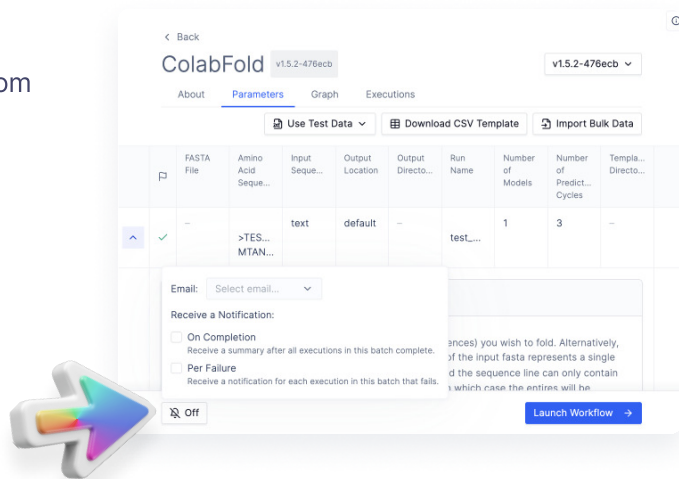 om
< Back
ColabFold v1.5.2-476ecb
v1.5.2-476ecb
About Parameters Graph Executions
Use Test Data Download CSV Template Import Bulk Data
FASTA File
Amino Acid Seque...
Input Seque...
Output Location
Output Directo...
Run Name
Number of Models
Number of Predict... Cycles
Templa... Directo...
– >TES... MTAN... text default – test_... 1 3 –
Email: Select email...
Receive a Notification:
On Completion
Receive a summary after all executions in this batch complete.
Per Failure
Receive a notification for each execution in this batch that fails.
ences) you wish to fold. Alternatively,
of the input fasta represents a single
d the sequence line can only contain
which case the entires will be
Off
Launch Workflow →